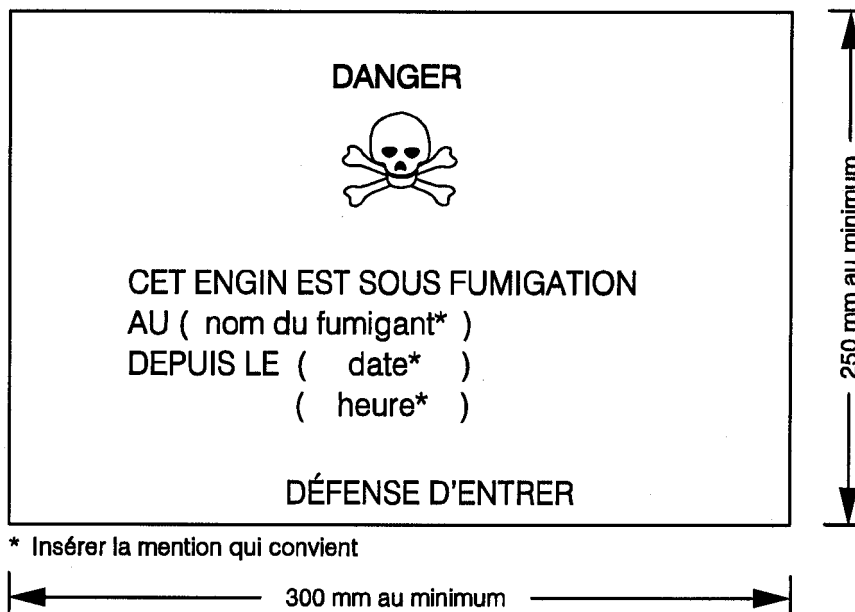 DANGER
CET ENGIN EST SOUS FUMIGATION
AU ( nom du fumigant* )
DEPUIS LE ( date* )
( heure* )
DÉFENSE D'ENTRER
* Insérer la mention qui convient
300 mm au minimum
250 mm au minimum